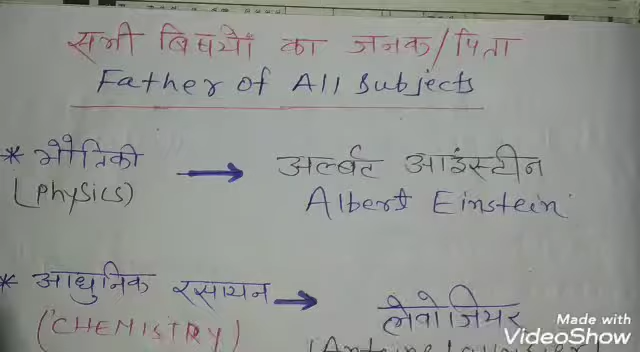 सभी विषयों का जनक/पिता
Father of All Subjects
* भौतिकी → अल्बर्ट आइंस्टीन
(Physics) Albert Einstein
* आधुनिक रसायन → लेवोजियर
(CHEMISTRY)
Made with
VideoShow